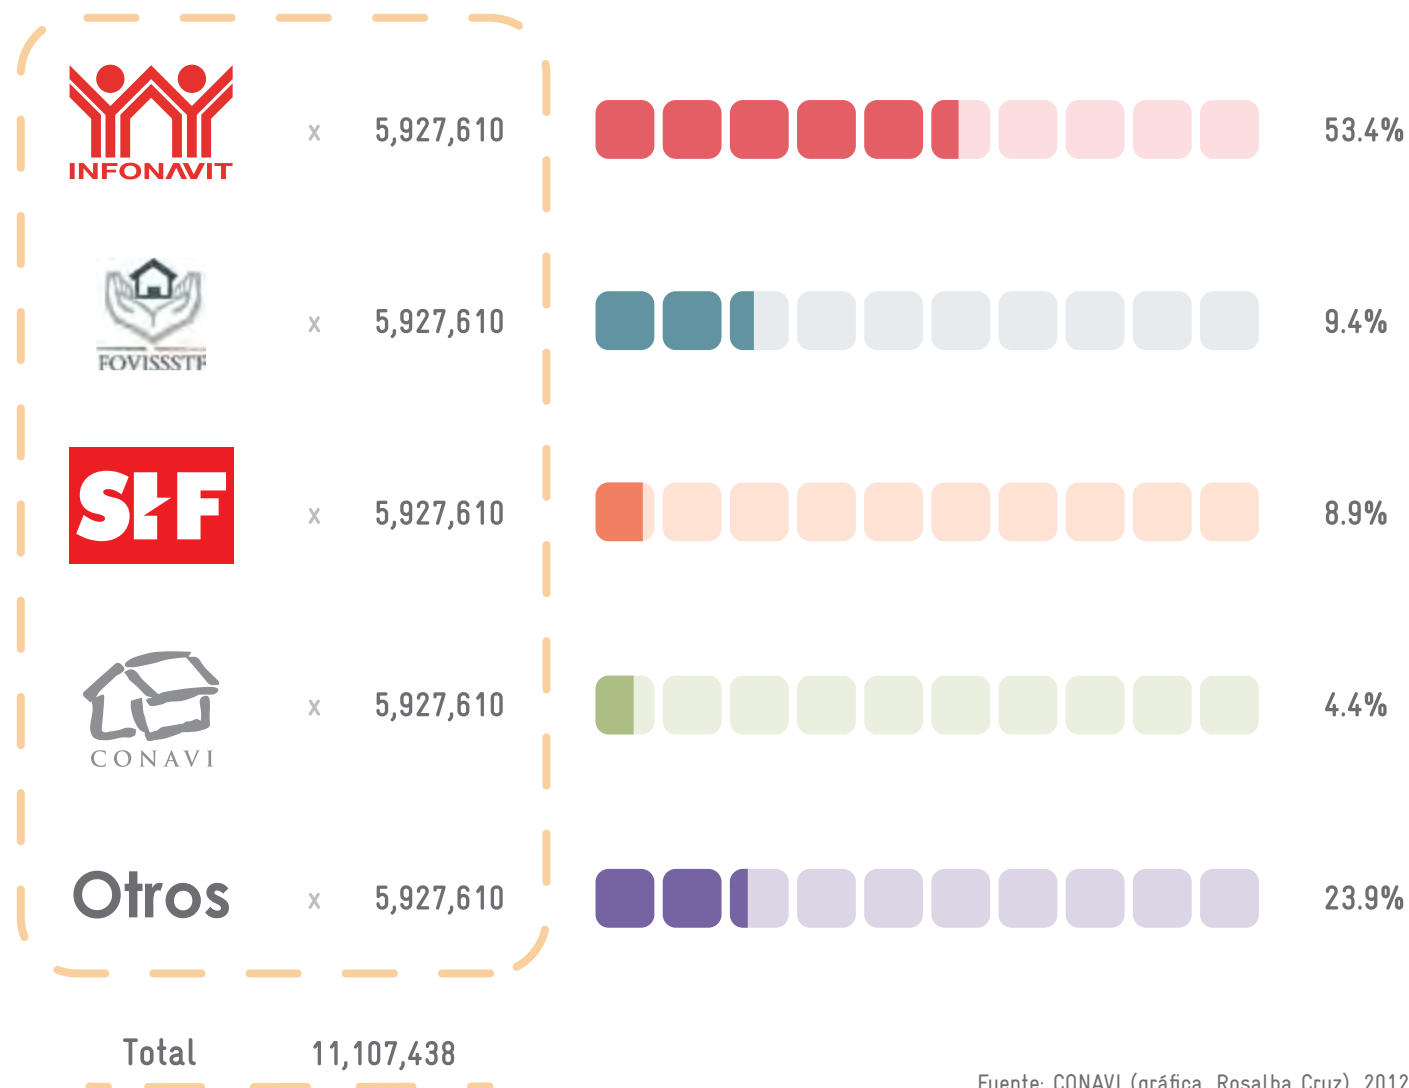 INFONAVIT x 5,927,610 53.4%
FOVISSSTE x 5,927,610 9.4%
SHF x 5,927,610 8.9%
CONAVI x 5,927,610 4.4%
Otros x 5,927,610 23.9%
Total 11,107,438
Fuente: CONAVI (gráfica, Rosalba Cruz), 2012